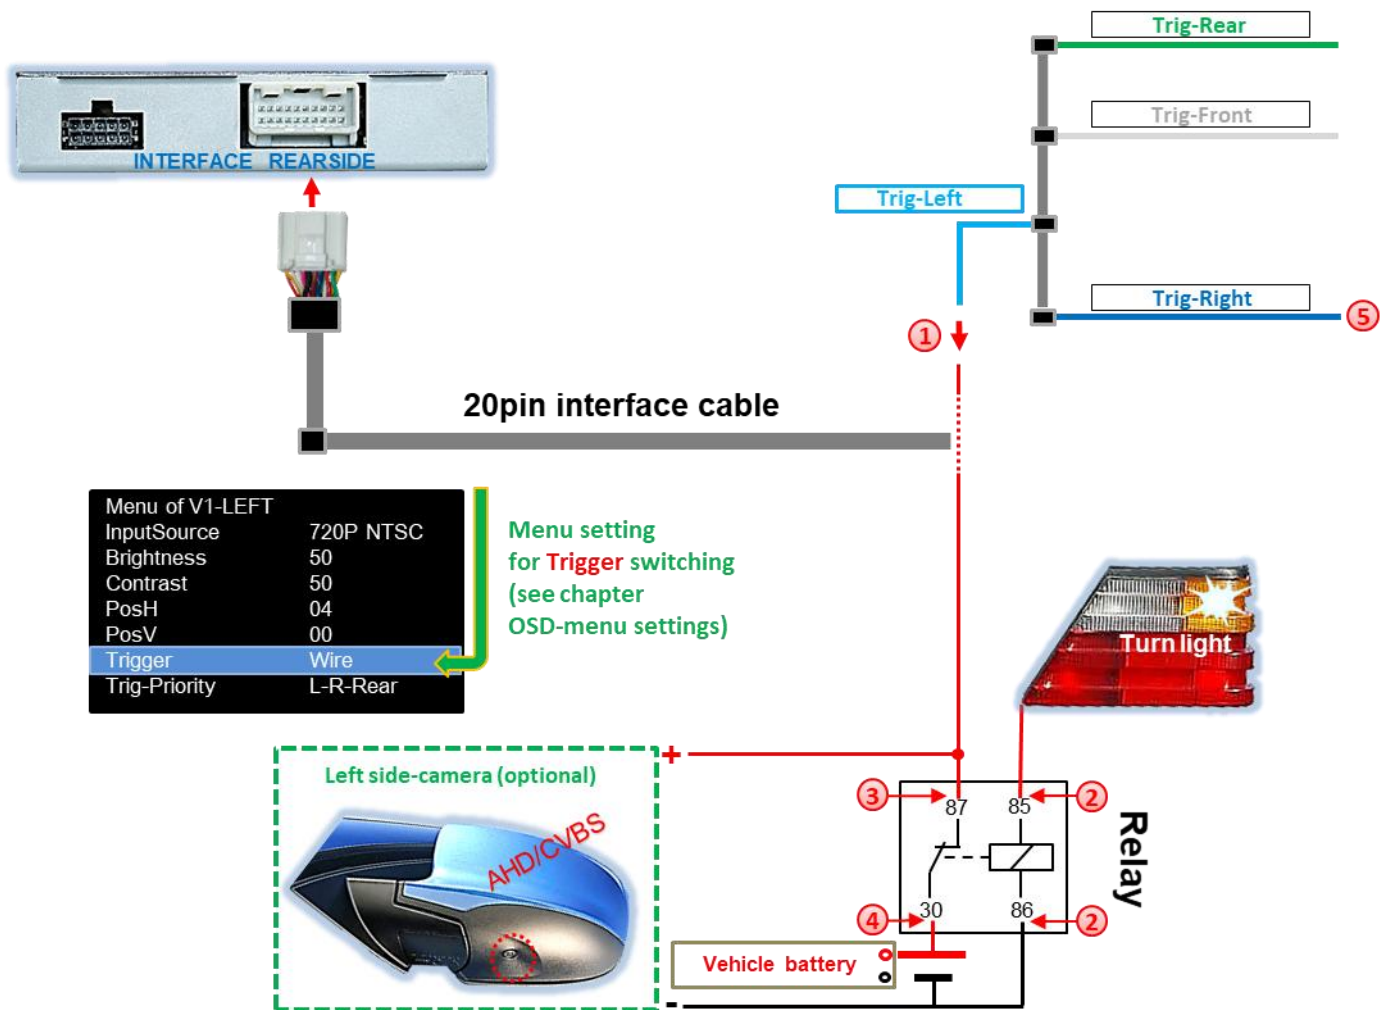 Trig-Rear
Trig-Front
INTERFACE REARSIDE
Trig-Left
Trig-Right
5
1
20pin interface cable
Menu of V1-LEFT
InputSource 720P NTSC
Brightness 50
Contrast 50
PosH 04
PosV 00
Trigger Wire
Trig-Priority L-R-Rear
Menu setting
for Trigger switching
(see chapter
OSD-menu settings)
Turn light
+
Left side-camera (optional)
AHD/CVBS
3
87
85
2
Relay
4
30
86
2
Vehicle battery
-